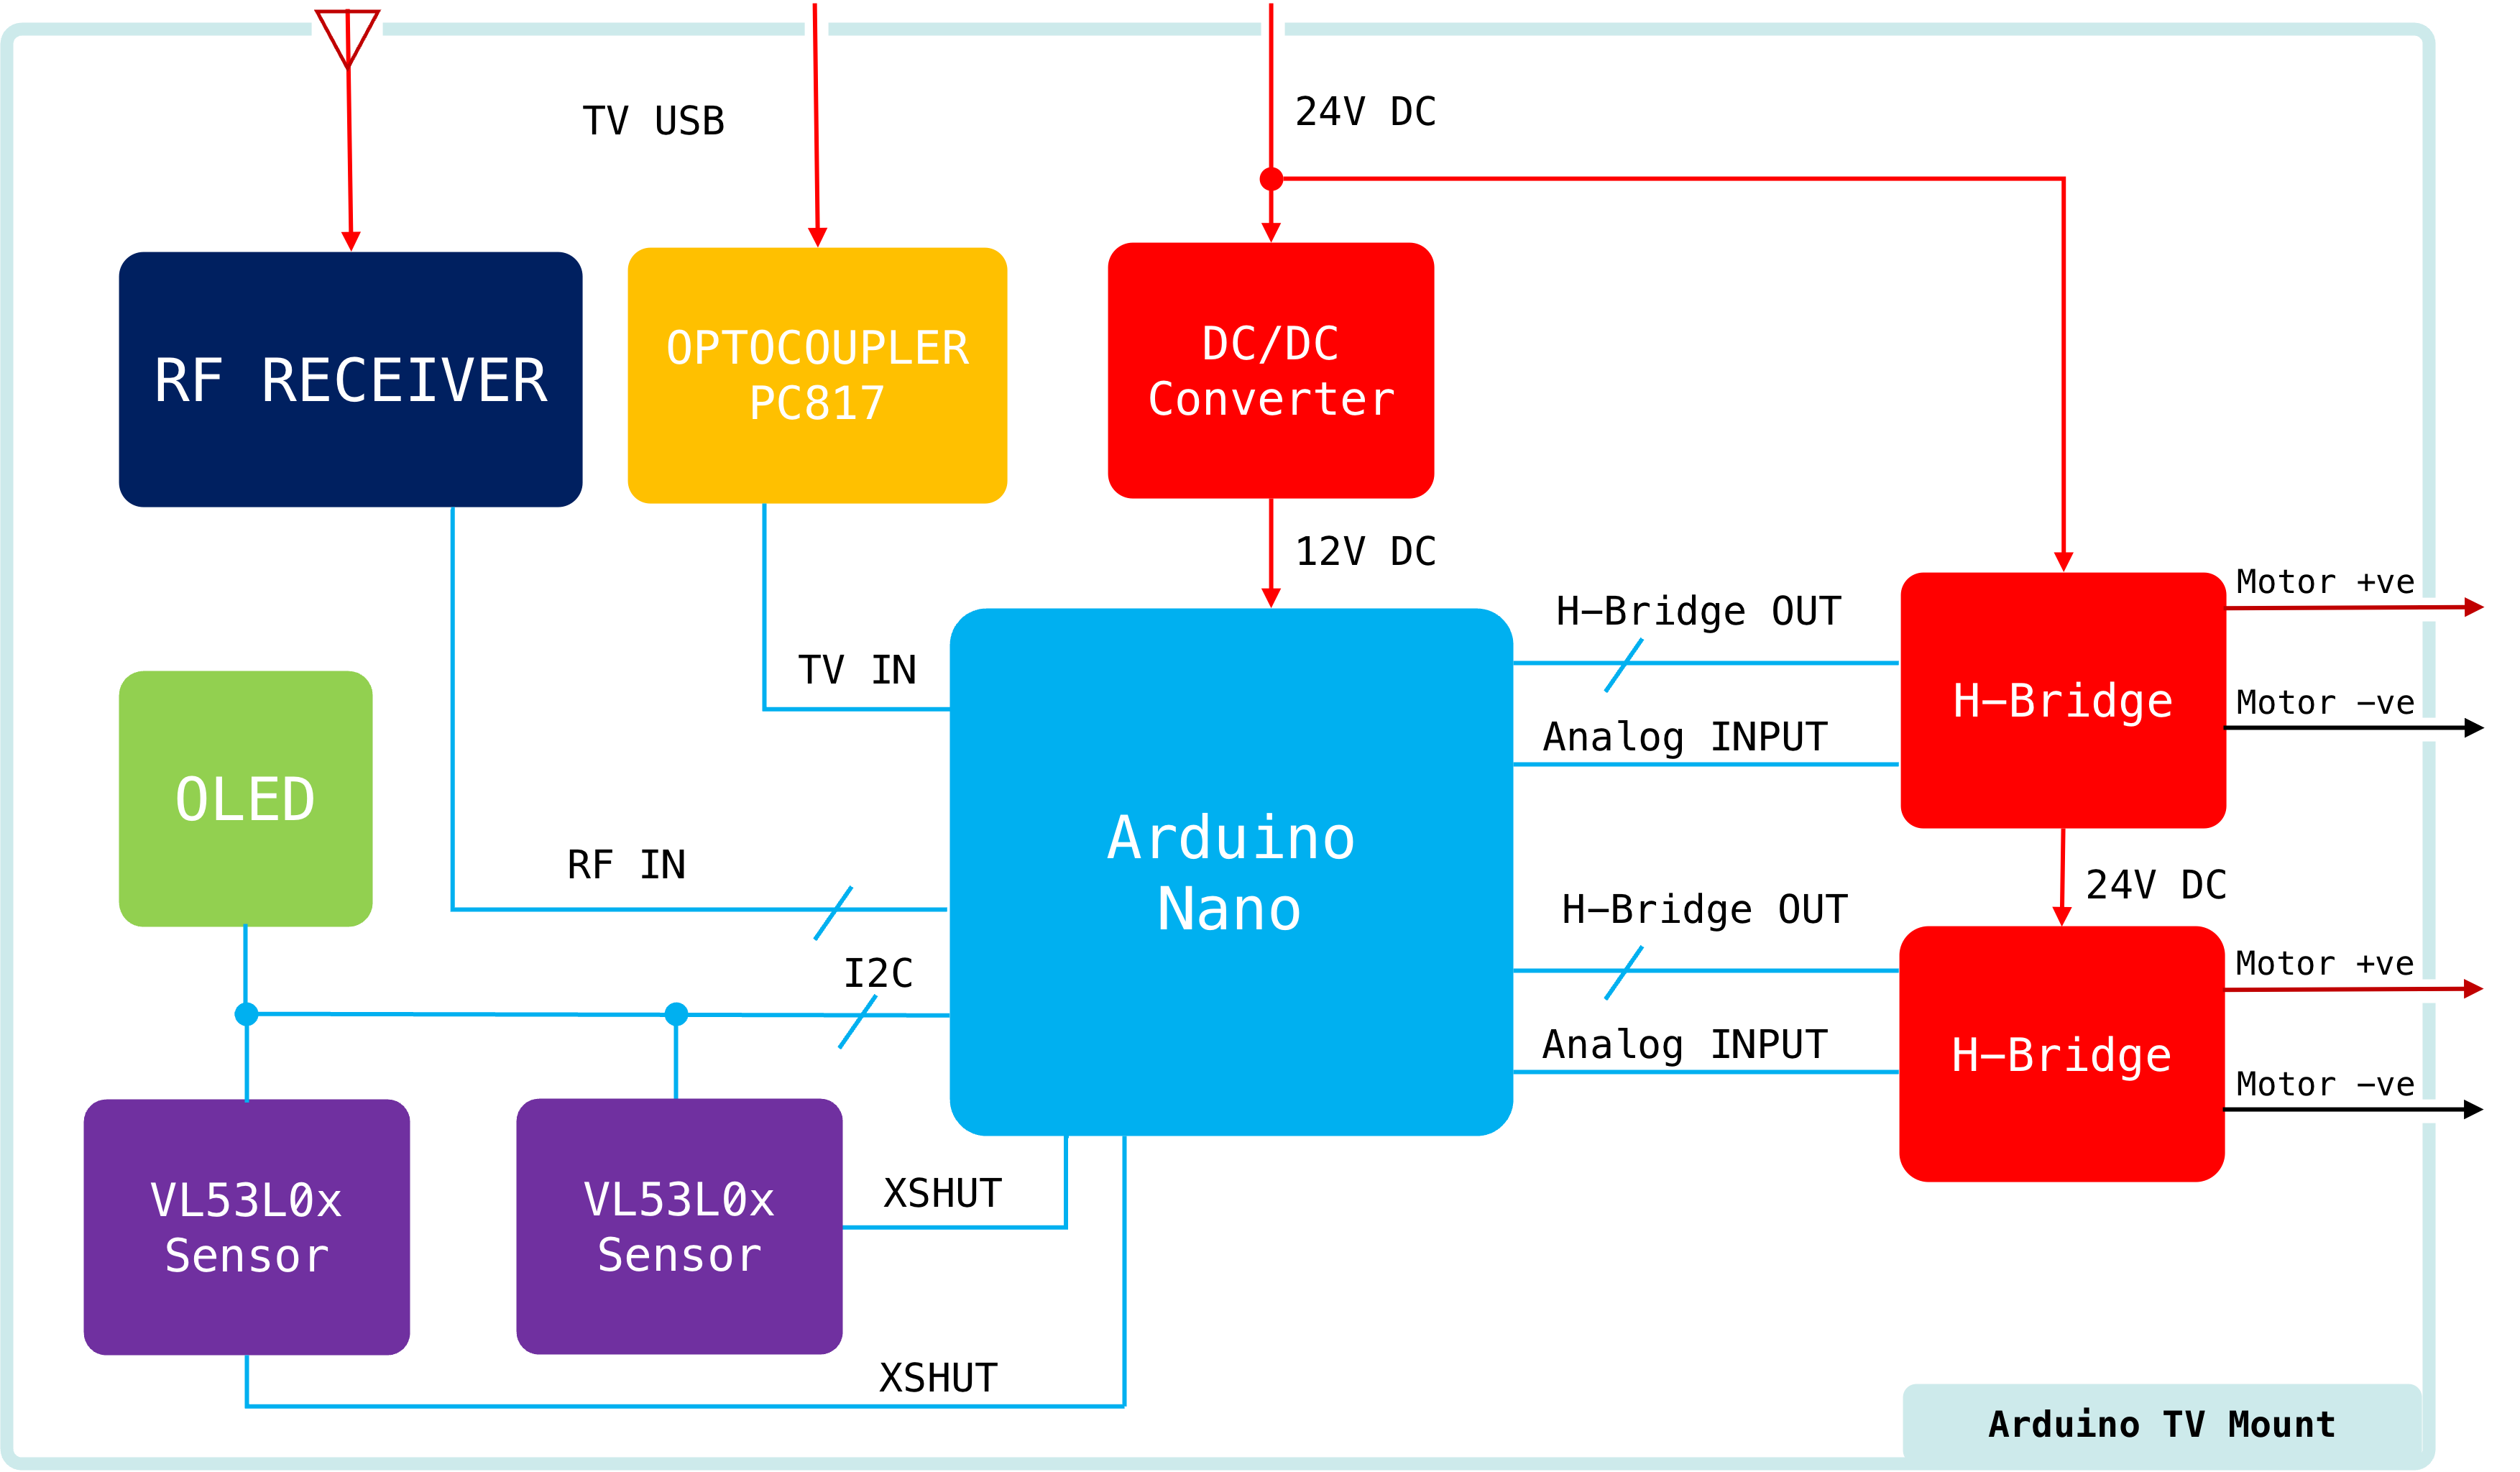 TV USB
24V DC
RF RECEIVER
OPTOCOUPLER
PC817
DC/DC
Converter
12V DC
H–Bridge OUT
Motor +ve
TV IN
H–Bridge
Motor –ve
Analog INPUT
OLED
Arduino
Nano
RF IN
24V DC
H–Bridge OUT
I2C
Motor +ve
Analog INPUT
H–Bridge
Motor –ve
VL53L0x
Sensor
VL53L0x
Sensor
XSHUT
XSHUT
Arduino TV Mount